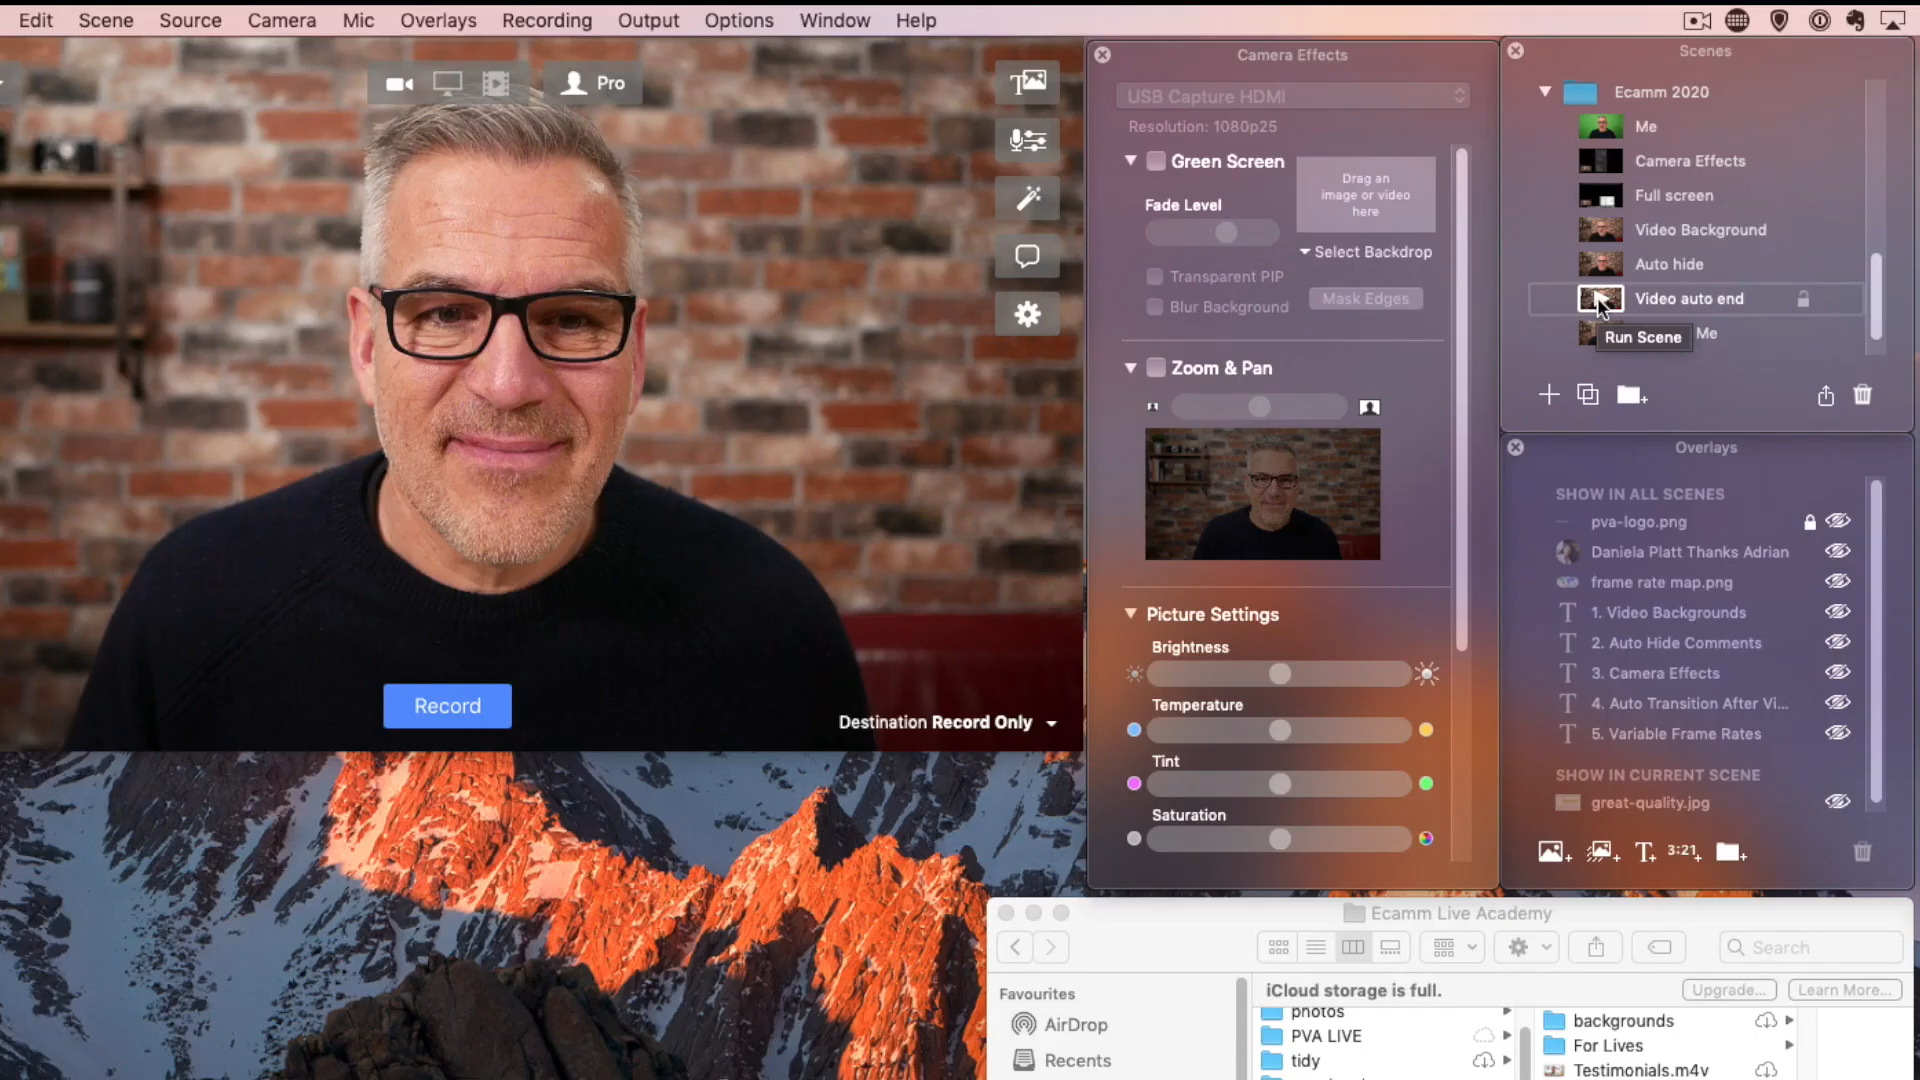 Edit Scene Source Camera Mic Overlays Recording Output Options Window Help
Pro
Record
Destination Record Only
Camera Effects
USB Capture HDMI
Resolution: 1080p25
Green Screen
Drag an
image or video
here
Fade Level
Select Backdrop
Transparent PIP
Blur Background
Mask Edges
Zoom & Pan
Picture Settings
Brightness
Temperature
Tint
Saturation
Scenes
Ecamm 2020
Me
Camera Effects
Full screen
Video Background
Auto hide
Video auto end
Run Scene
Me
Overlays
SHOW IN ALL SCENES
pva-logo.png
Daniela Platt Thanks Adrian
frame rate map.png
1. Video Backgrounds
2. Auto Hide Comments
3. Camera Effects
4. Auto Transition After Vi...
5. Variable Frame Rates
SHOW IN CURRENT SCENE
great-quality.jpg
3:21
Ecamm Live Academy
Search
Favourites
AirDrop
Recents
iCloud storage is full.
Upgrade...
Learn More...
photos
PVA LIVE
tidy
backgrounds
For Lives
Testimonials.m4v